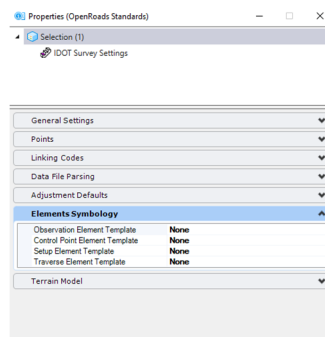 Properties (OpenRoads Standards)
Selection (1)
IDOT Survey Settings
General Settings
Points
Linking Codes
Data File Parsing
Adjustment Defaults
Elements Symbology
Observation Element Template None
Control Point Element Template None
Setup Element Template None
Traverse Element Template None
Terrain Model